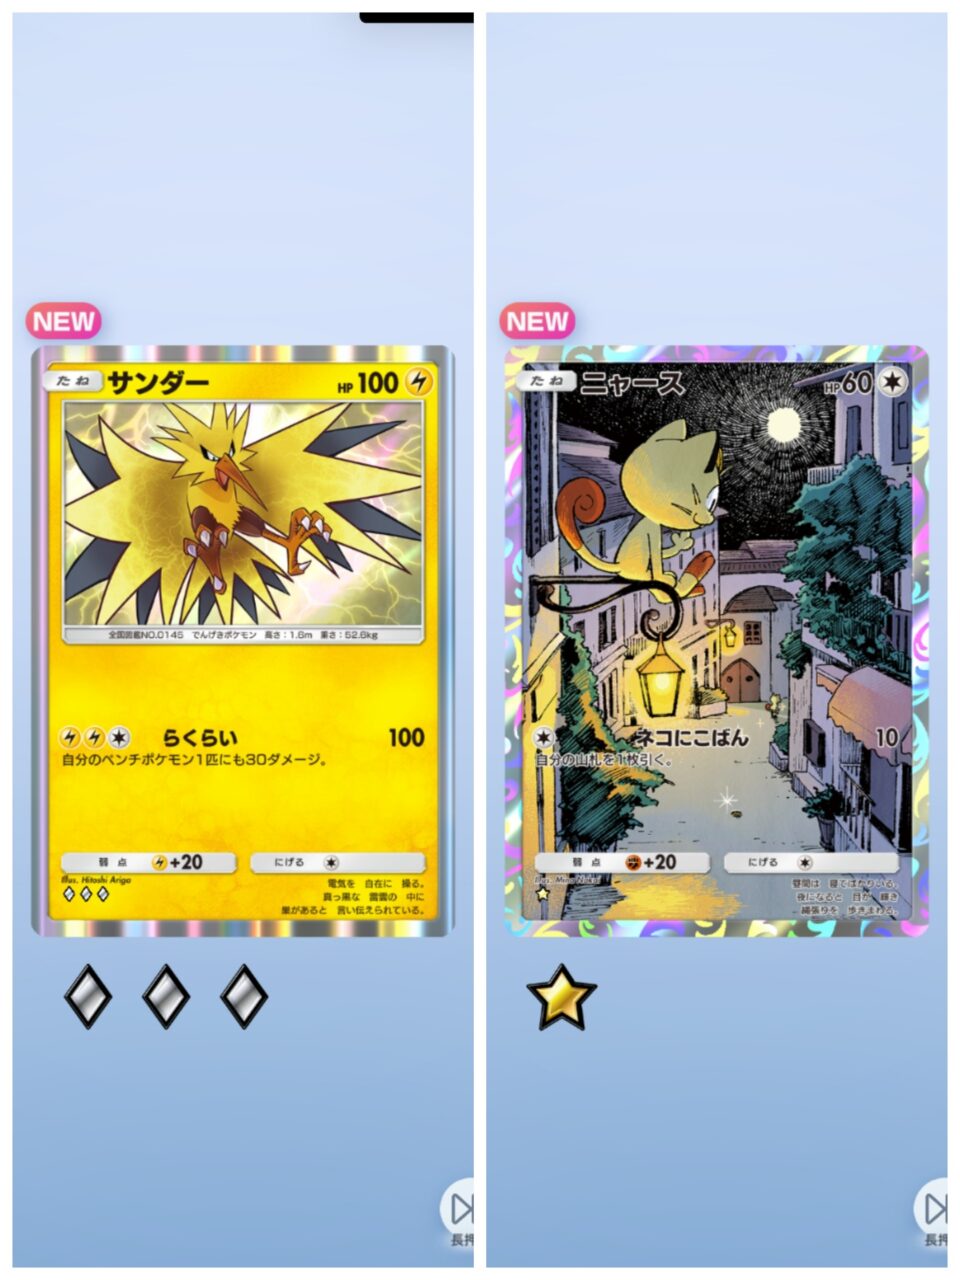 NEW
たね サンダー HP 100
全国図鑑NO.0145 でんげきポケモン 高さ：1.6m 重さ：52.6kg
らくらい 100
自分のベンチポケモン1匹にも30ダメージ。
弱点 +20 にげる
Illus. Hitoshi Ariga
電気を 自在に 操る。
真っ黒な 雷雲の 中に
巣があると 言い伝えられている。
長押
NEW
たね ニャース HP 60
ネコにこばん 10
自分の山札を1枚引く。
弱点 +20 にげる
Illus. Mina Nakai
昼間は 寝てばかりいる。
夜になると 目が 輝き
縄張りを 歩きまわる。
長押